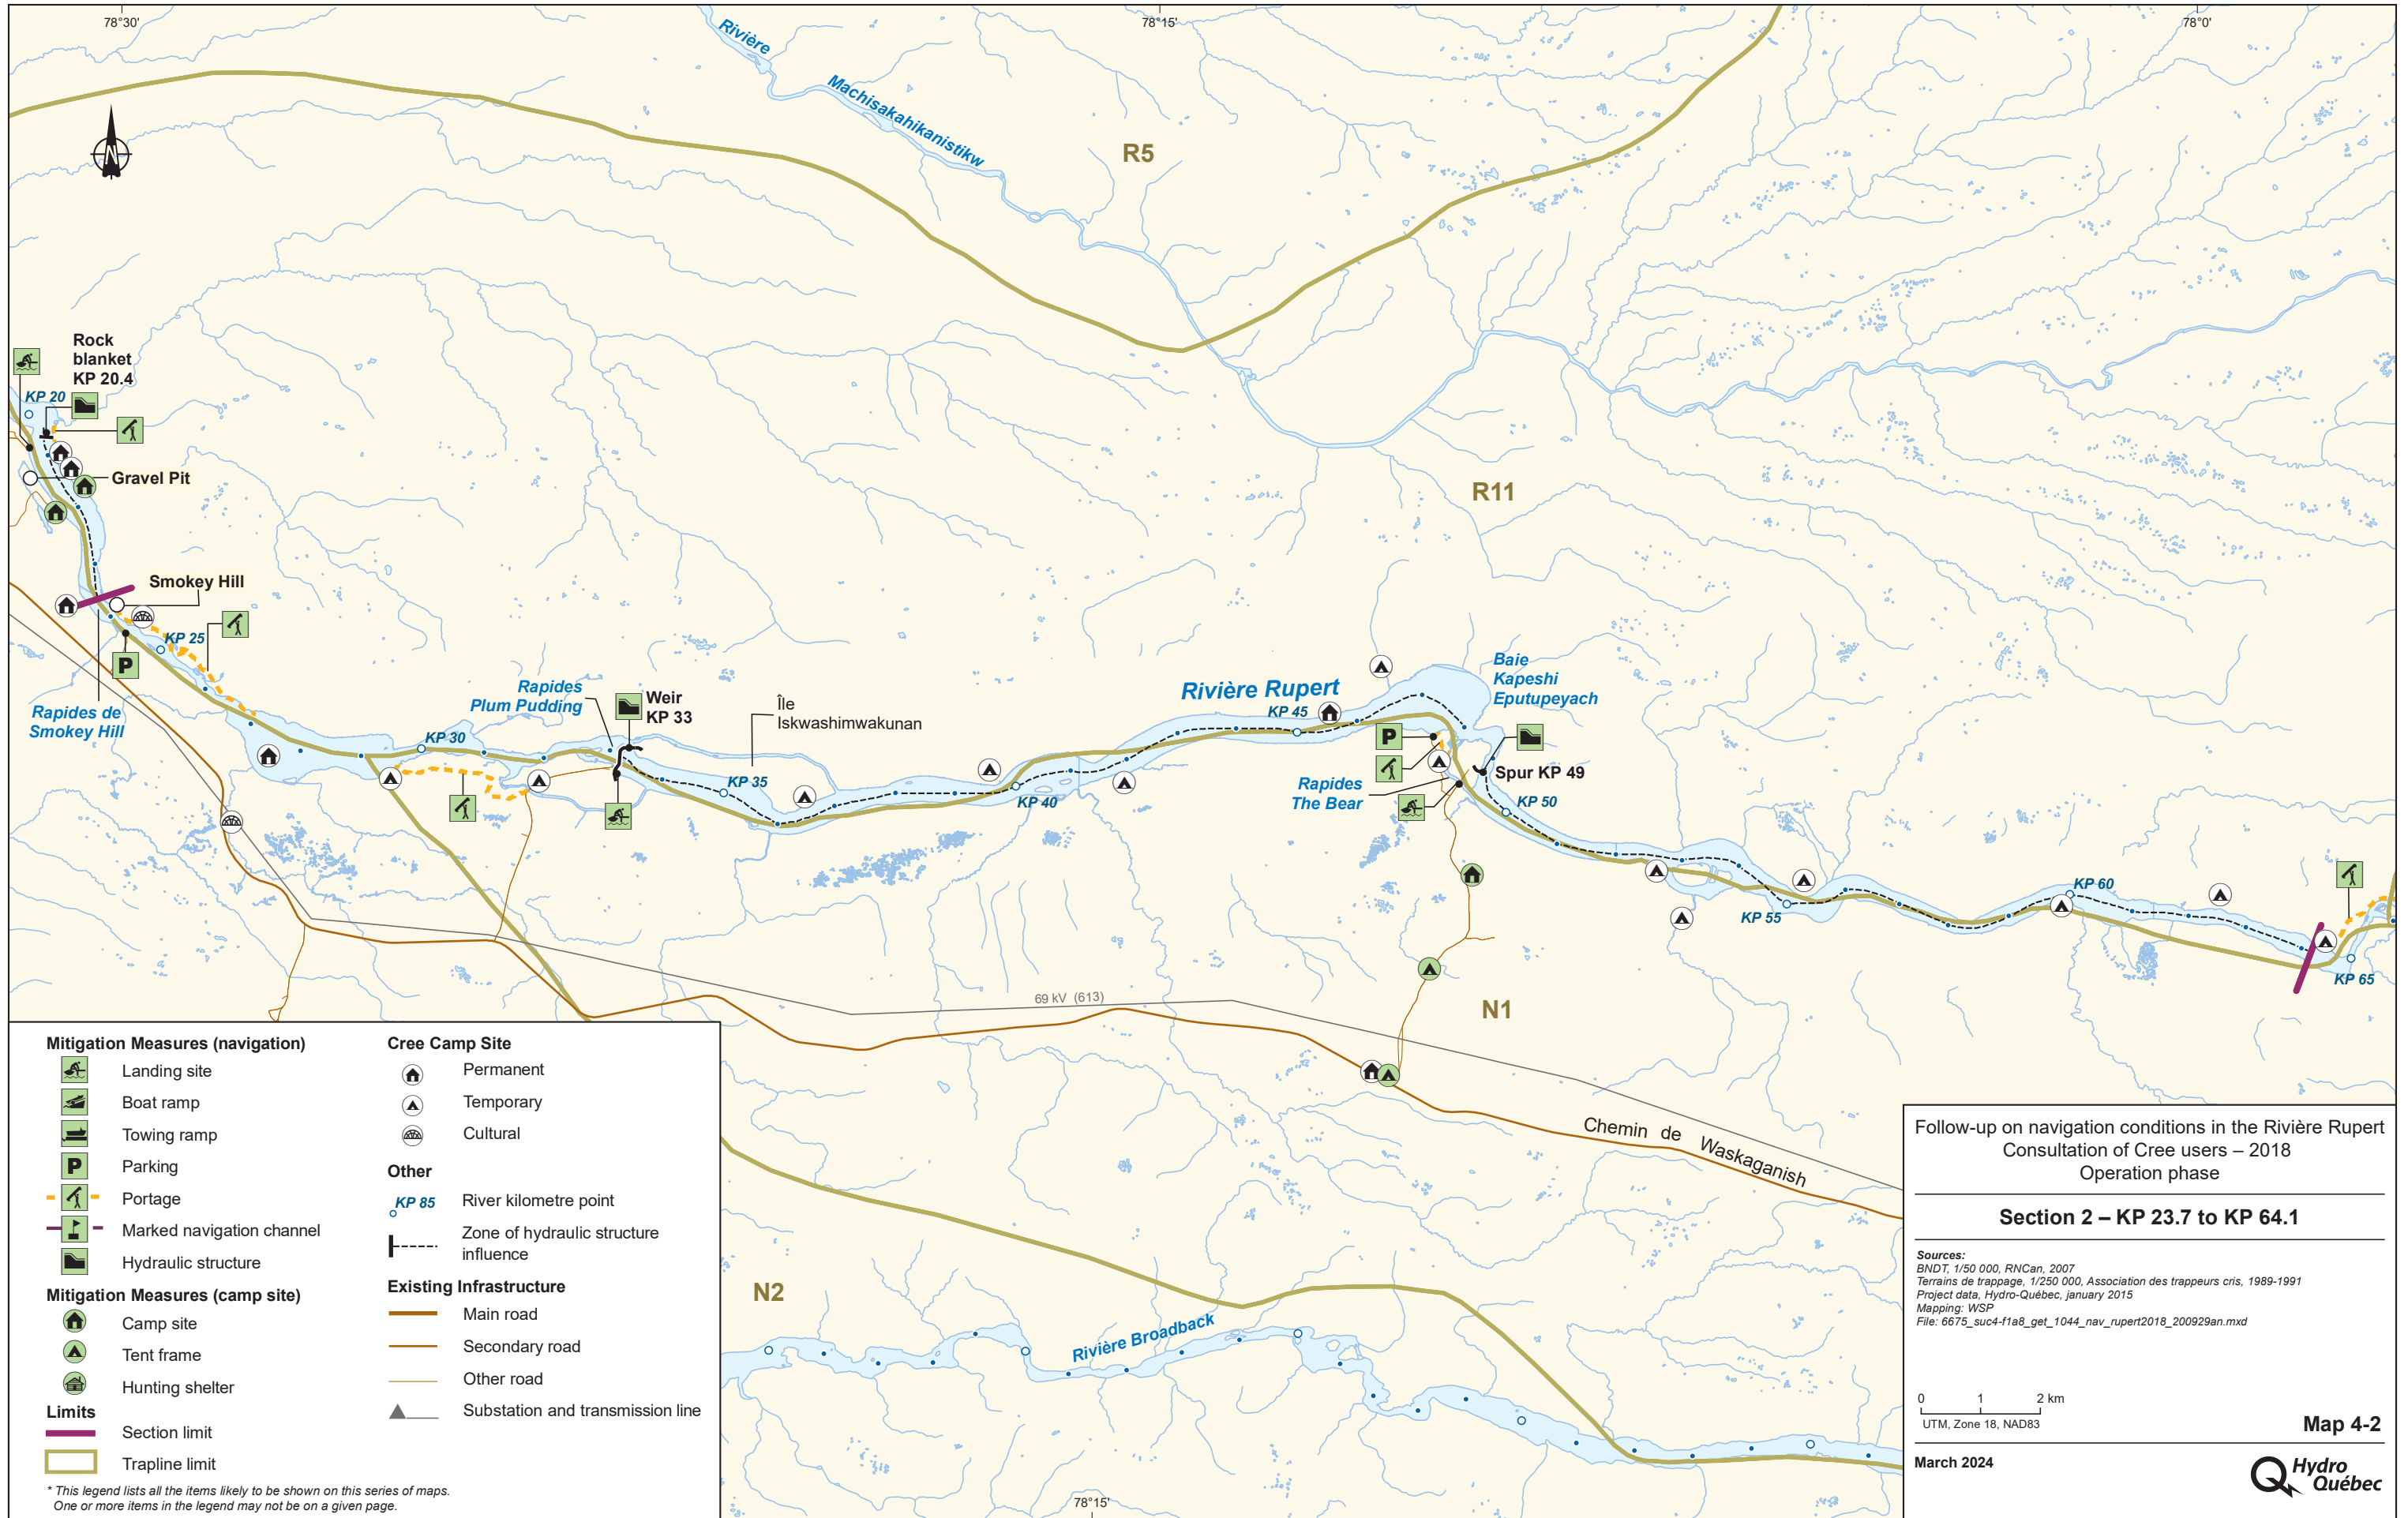 78°30'
78°15'
78°0'
Rivière
Machisakahikanistikw
R5
Rock
blanket
KP 20.4
KP 20
Gravel Pit
R11
Smokey Hill
KP 25
P
Rapides de
Smokey Hill
Rapides
Plum Pudding
Weir
KP 33
Île
Iskwashimwakunan
Rivière Rupert
KP 45
Baie
Kapeshi
Eputupeyach
KP 30
KP 35
KP 40
P
Rapides
The Bear
Spur KP 49
KP 50
KP 55
KP 60
KP 65
69 kV (613)
N1
Chemin de Waskaganish
N2
Rivière Broadback
78°15'
Mitigation Measures (navigation)
Landing site
Boat ramp
Towing ramp
P Parking
Portage
Marked navigation channel
Hydraulic structure
Mitigation Measures (camp site)
Camp site
Tent frame
Hunting shelter
Limits
Section limit
Trapline limit
* This legend lists all the items likely to be shown on this series of maps.
One or more items in the legend may not be on a given page.
Cree Camp Site
Permanent
Temporary
Cultural
Other
KP 85 River kilometre point
Zone of hydraulic structure
influence
Existing Infrastructure
Main road
Secondary road
Other road
Substation and transmission line
Follow-up on navigation conditions in the Rivière Rupert
Consultation of Cree users – 2018
Operation phase
Section 2 – KP 23.7 to KP 64.1
Sources:
BNDT, 1/50 000, RNCan, 2007
Terrains de trappage, 1/250 000, Association des trappeurs cris, 1989-1991
Project data, Hydro-Québec, january 2015
Mapping: WSP
File: 6675_suc4-f1a8_get_1044_nav_rupert2018_200929an.mxd
0 1 2 km
UTM, Zone 18, NAD83
Map 4-2
March 2024
Hydro
Québec
N